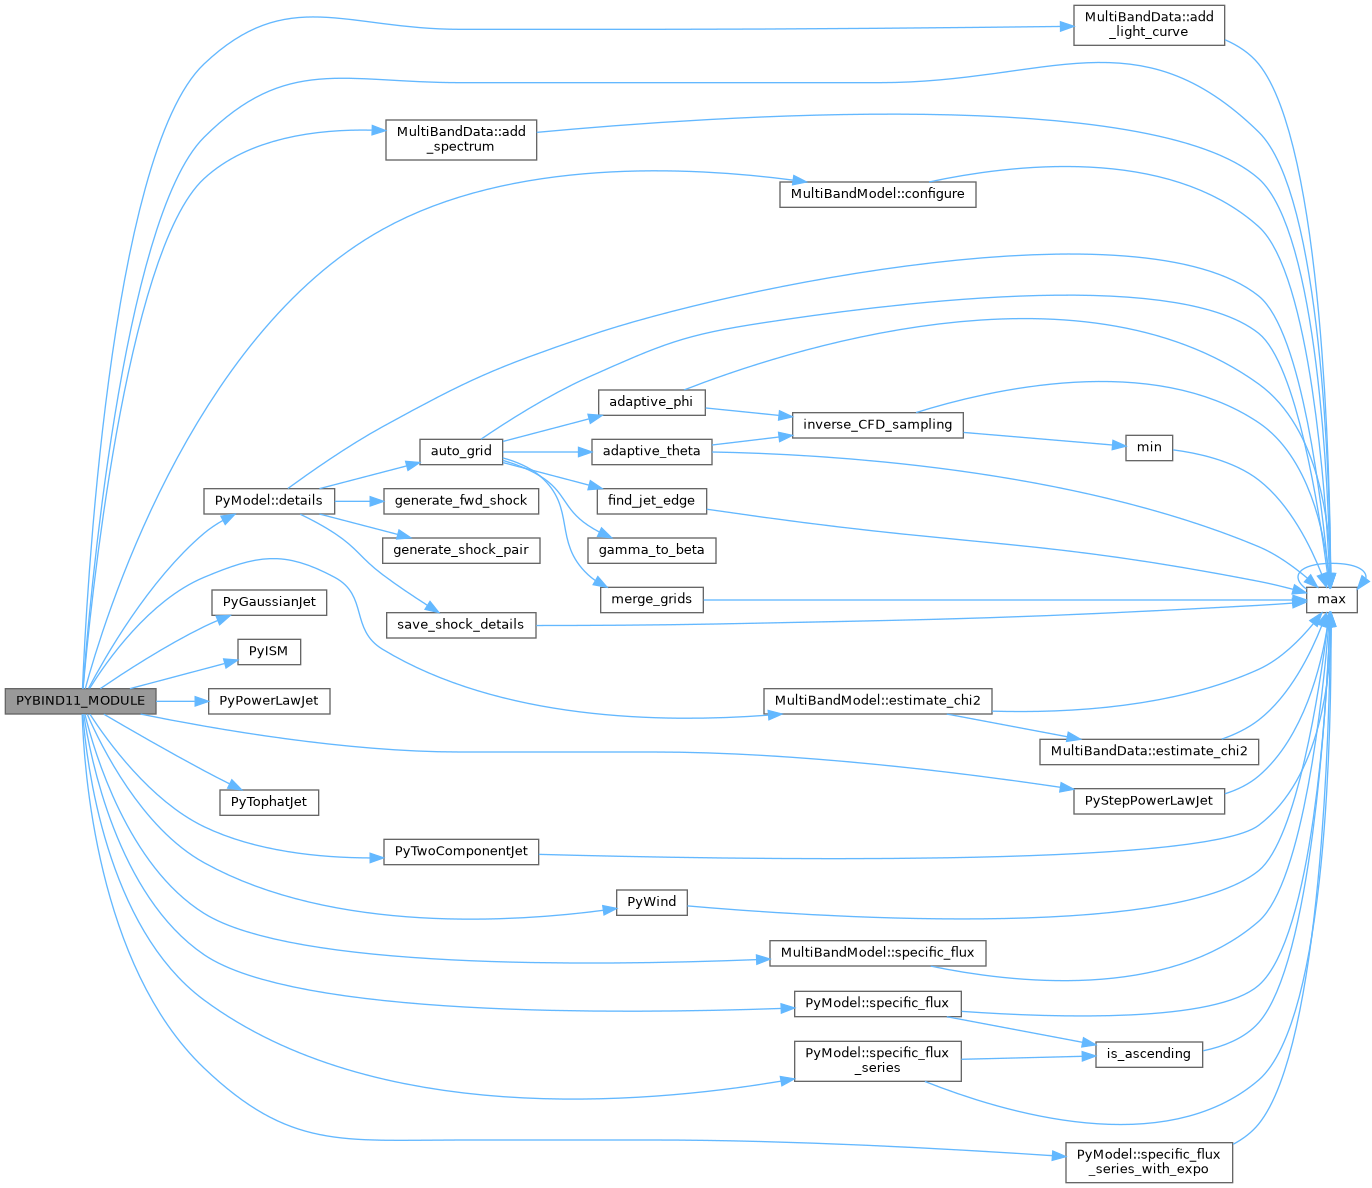 MultiBandData::add
_light_curve
MultiBandData::add
_spectrum
MultiBandModel::configure
adaptive_phi
inverse_CFD_sampling
min
auto_grid
adaptive_theta
PyModel::details
generate_fwd_shock
find_jet_edge
generate_shock_pair
gamma_to_beta
PyGaussianJet
merge_grids
max
save_shock_details
PyISM
PYBIND11_MODULE
PyPowerLawJet
MultiBandModel::estimate_chi2
MultiBandData::estimate_chi2
PyTophatJet
PyStepPowerLawJet
PyTwoComponentJet
PyWind
MultiBandModel::specific_flux
PyModel::specific_flux
PyModel::specific_flux
_series
is_ascending
PyModel::specific_flux
_series_with_expo